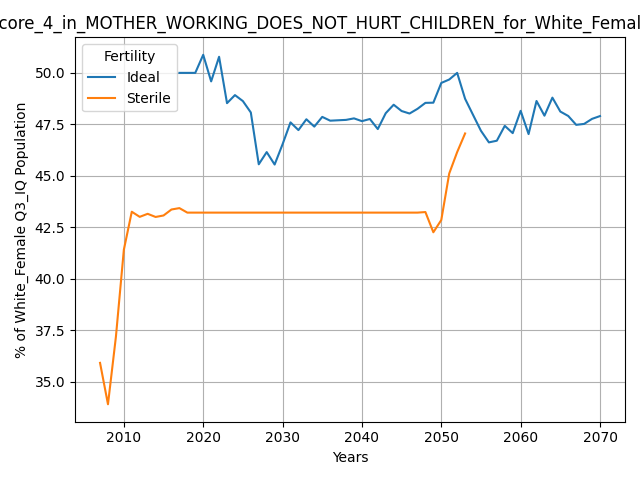 core_4_in_MOTHER_WORKING_DOES_NOT_HURT_CHILDREN_for_White_Femal
Fertility
Ideal
Sterile
50.0
47.5
45.0
42.5
40.0
37.5
35.0
% of White_Female Q3_IQ Population
2010 2020 2030 2040 2050 2060 2070
Years